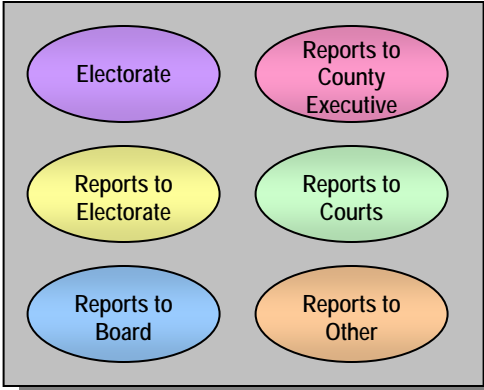 Electorate
Reports to
County
Executive
Reports to
Electorate
Reports to
Courts
Reports to
Board
Reports to
Other